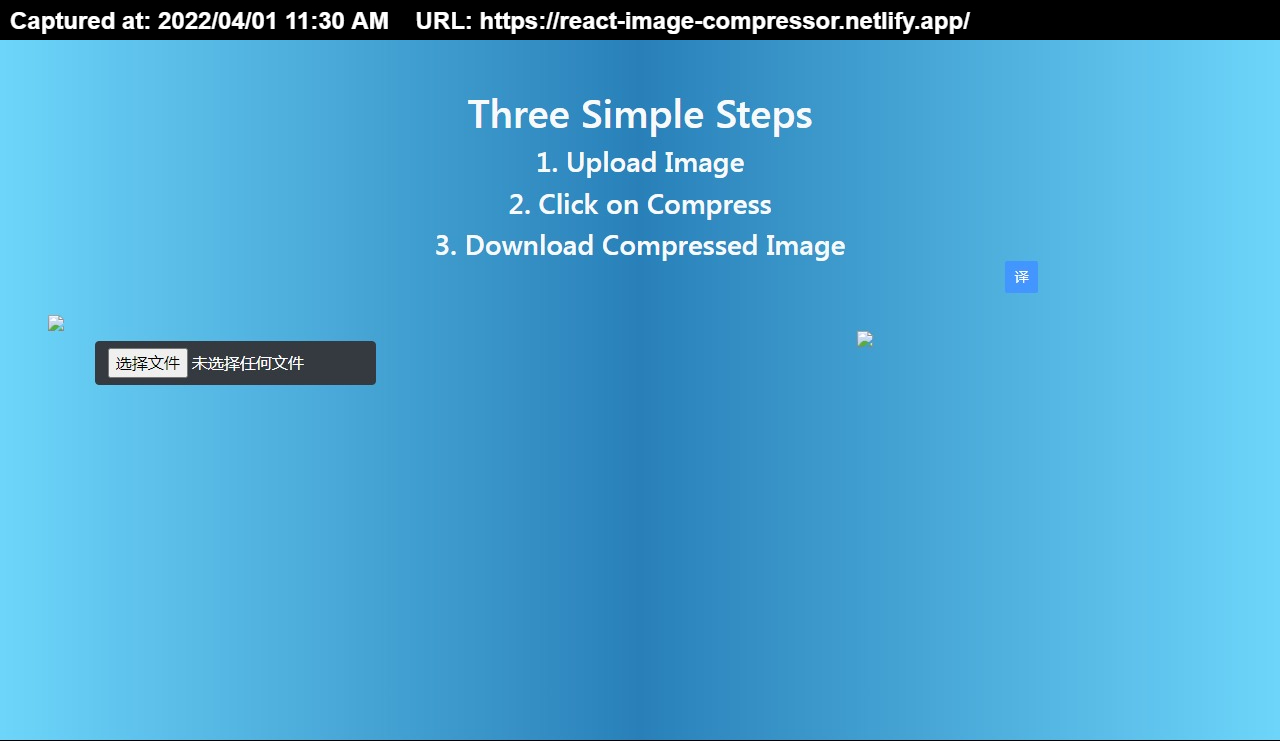 Captured at: 2022/04/01 11:30 AM    URL: https://react-image-compressor.netlify.app/
Three Simple Steps
1. Upload Image
2. Click on Compress
3. Download Compressed Image
译
选择文件 未选择任何文件